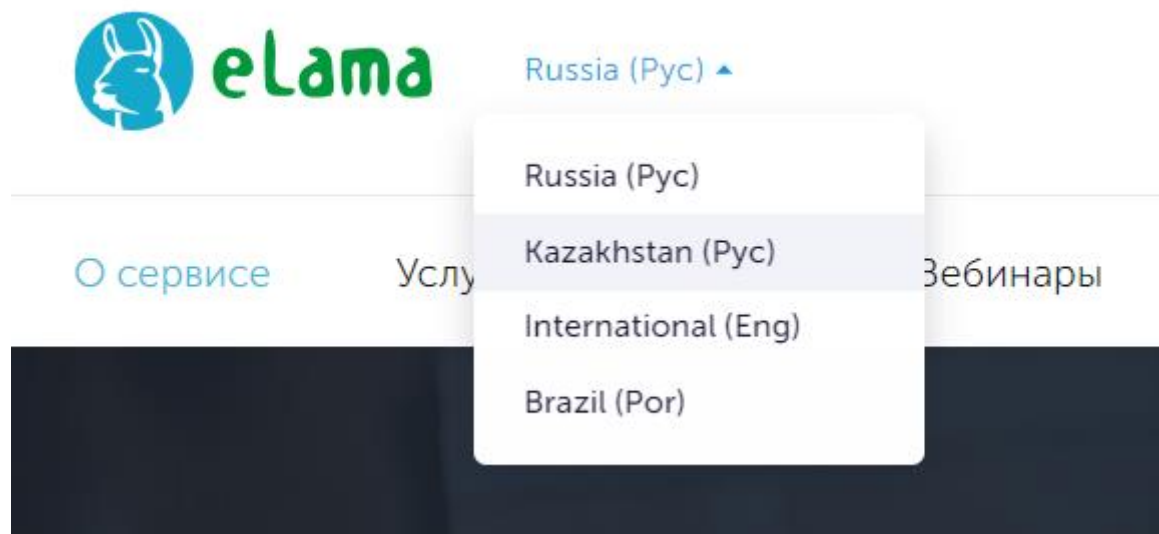 eLama
Russia (Рус)
Russia (Рус)
Kazakhstan (Рус)
International (Eng)
Brazil (Por)
О сервисе Вебинары